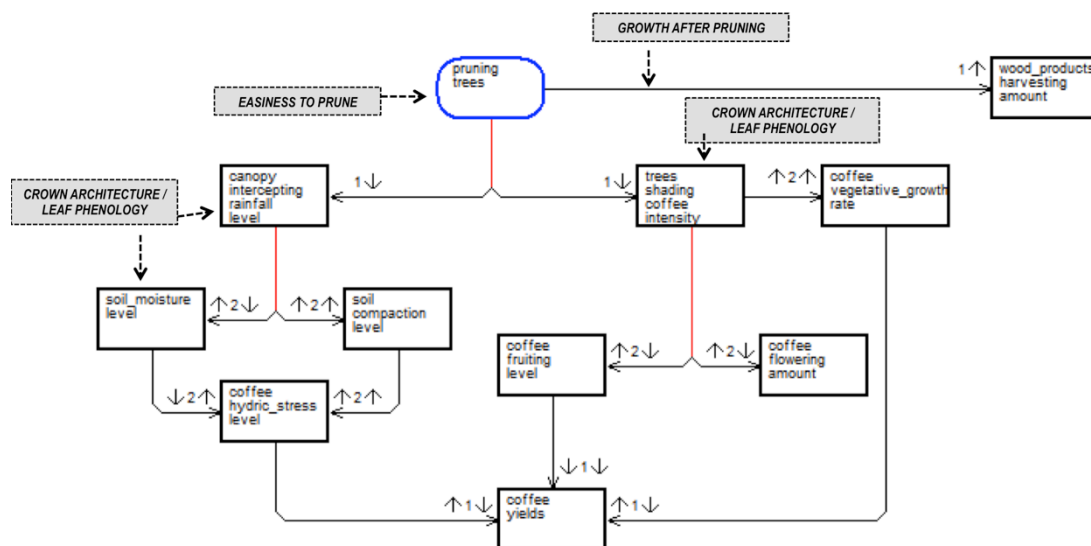 GROWTH AFTER PRUNING
pruning
trees
1↑
wood_products
harvesting
amount
EASINESS TO PRUNE
CROWN ARCHITECTURE /
LEAF PHENOLOGY
CROWN ARCHITECTURE /
LEAF PHENOLOGY
canopy
intercepting
rainfall
level
1↓
1↓
trees
shading
coffee
intensity
↑2↑
coffee
vegetative_growth
rate
soil_moisture
level
↑2↓
↑2↑
soil
compaction
level
coffee
fruiting
level
↑2↓
↑2↓
coffee
flowering
amount
↓2↑
coffee
hydric_stress
level
↑2↑
↓1↓
↑1↓
coffee
yields
↑1↓